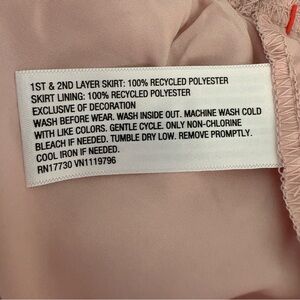 1ST & 2ND LAYER SKIRT: 100% RECYCLED POLYESTER
SKIRT LINING: 100% RECYCLED POLYESTER
EXCLUSIVE OF DECORATION
WASH BEFORE WEAR. WASH INSIDE OUT. MACHINE WASH COLD
WITH LIKE COLORS. GENTLE CYCLE. ONLY NON-CHLORINE
BLEACH IF NEEDED. TUMBLE DRY LOW. REMOVE PROMPTLY.
COOL IRON IF NEEDED.
RN17730 VN1119796